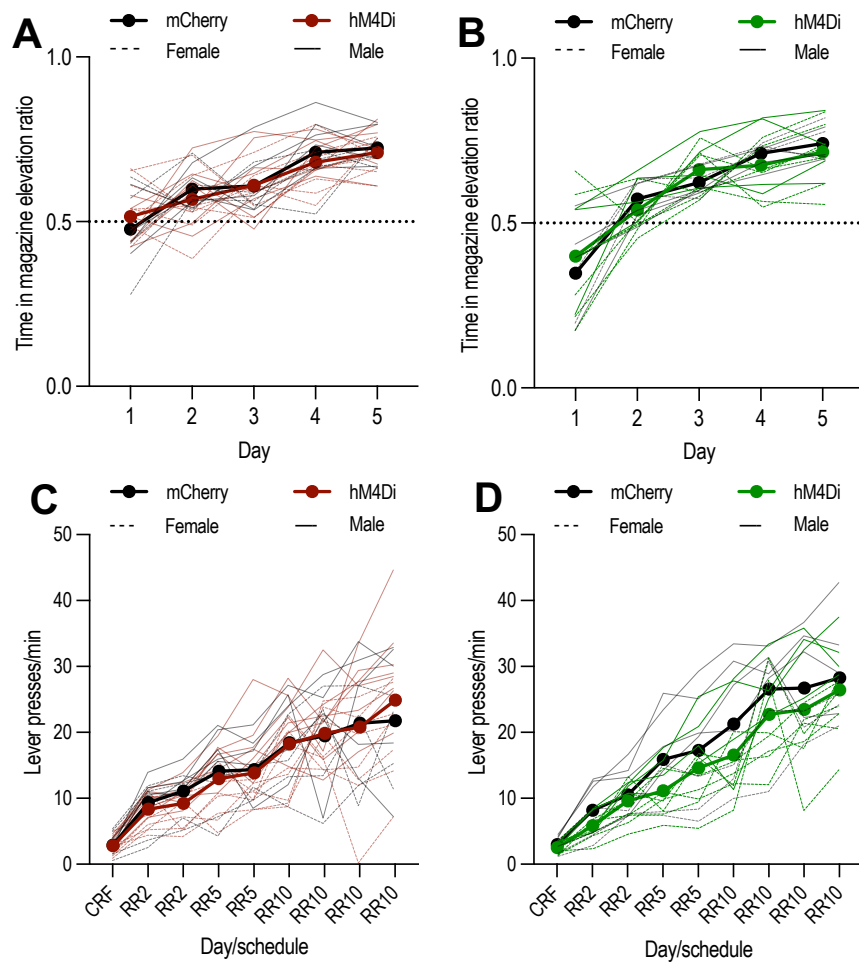 A
mCherry
hM4Di
Female
Male
Time in magazine elevation ratio
1.0
0.5
0.0
1 2 3 4 5
Day
B
mCherry
hM4Di
Female
Male
Time in magazine elevation ratio
1.0
0.5
0.0
1 2 3 4 5
Day
C
mCherry
hM4Di
Female
Male
Lever presses/min
50
40
30
20
10
0
CRF RR2 RR2 RR5 RR5 RR10 RR10 RR10 RR10
Day/schedule
D
mCherry
hM4Di
Female
Male
Lever presses/min
50
40
30
20
10
0
CRF RR2 RR2 RR5 RR5 RR10 RR10 RR10 RR10
Day/schedule